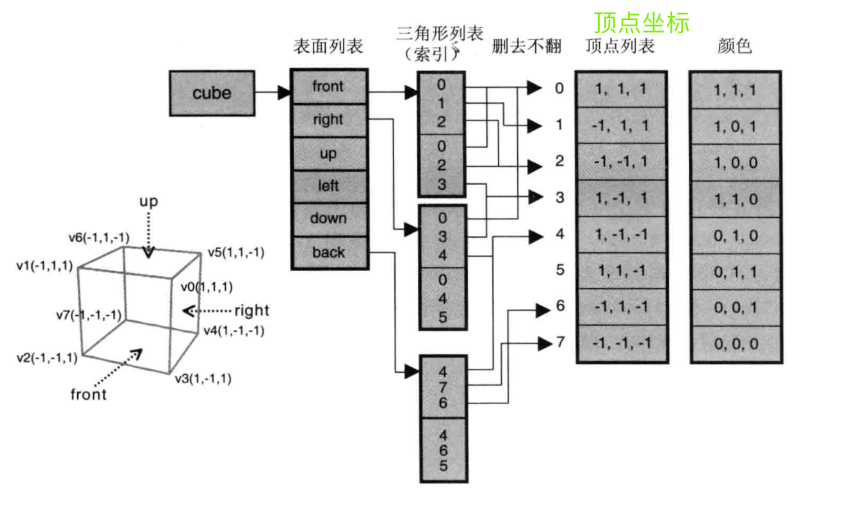 顶点坐标
表面列表
三角形列表
(索引)
删去不翻
顶点列表
颜色
cube
front
right
up
left
down
back
0
1
2
0
2
3
0
3
4
0
4
5
4
7
6
4
6
5
0
1
2
3
4
5
6
7
1, 1, 1
-1, 1, 1
-1, -1, 1
1, -1, 1
1, -1, -1
1, 1, -1
-1, 1, -1
-1, -1, -1
1, 1, 1
1, 0, 1
1, 0, 0
1, 1, 0
0, 1, 0
0, 1, 1
0, 0, 1
0, 0, 0
up
v6(-1,1,-1)
v5(1,1,-1)
v1(-1,1,1)
v0(1,1,1)
v7(-1,-1,-1)
right
v4(1,-1,-1)
v2(-1,-1,1)
v3(1,-1,1)
front